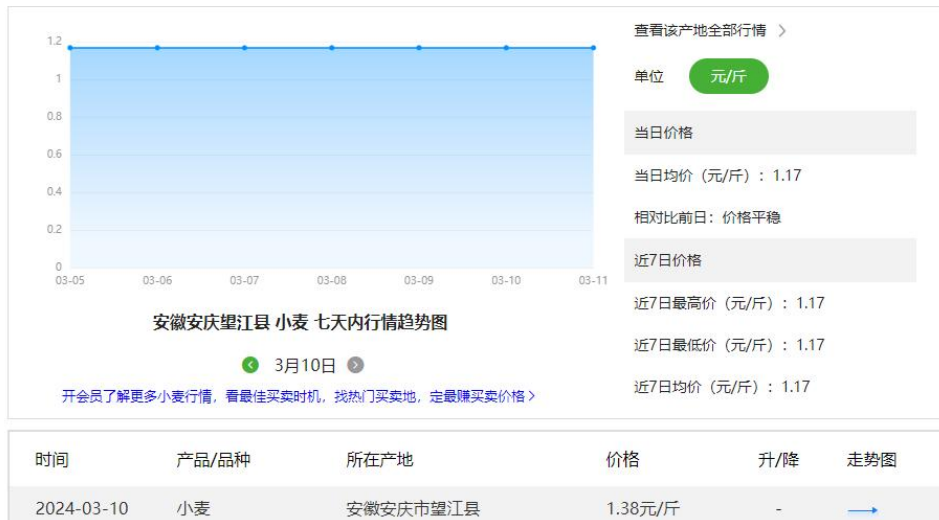 查看该产地全部行情 >
单位 元/斤
1.2
1
0.8
0.6
0.4
0.2
0
03-05 03-06 03-07 03-08 03-09 03-10 03-11
当日价格
当日均价（元/斤）：1.17
相对比前日：价格平稳
近7日价格
近7日最高价（元/斤）：1.17
近7日最低价（元/斤）：1.17
近7日均价（元/斤）：1.17
安徽安庆望江县 小麦 七天内行情趋势图
3月10日
开会员了解更多小麦行情，看最佳买卖时机，找热门买卖地，定最赚买卖价格 >
时间 产品/品种 所在产地 价格 升/降 走势图
2024-03-10 小麦 安徽安庆市望江县 1.38元/斤 -